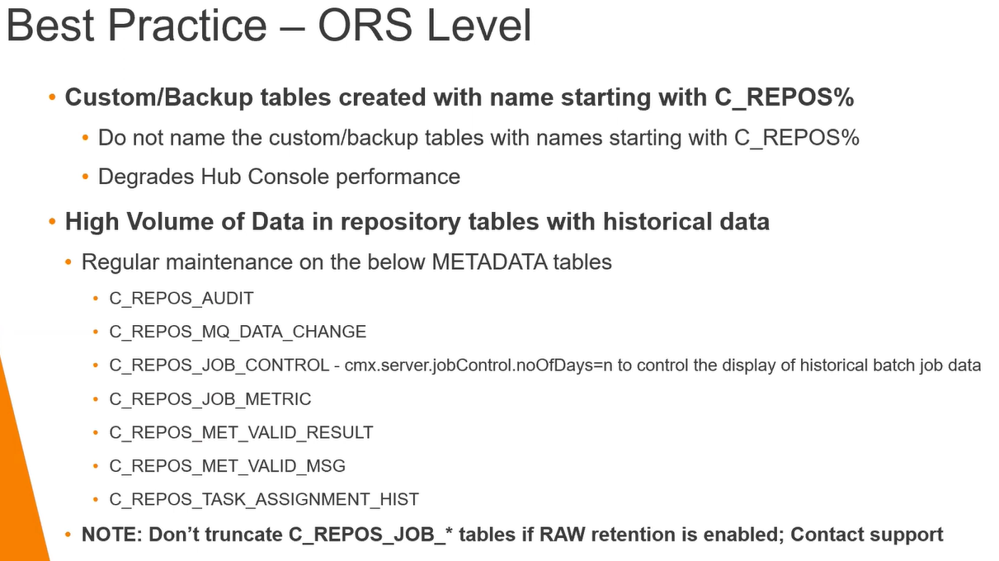 Best Practice – ORS Level
• Custom/Backup tables created with name starting with C_REPOS%
• Do not name the custom/backup tables with names starting with C_REPOS%
• Degrades Hub Console performance
• High Volume of Data in repository tables with historical data
• Regular maintenance on the below METADATA tables
• C_REPOS_AUDIT
• C_REPOS_MQ_DATA_CHANGE
• C_REPOS_JOB_CONTROL - cmx.server.jobControl.noOfDays=n to control the display of historical batch job data
• C_REPOS_JOB_METRIC
• C_REPOS_MET_VALID_RESULT
• C_REPOS_MET_VALID_MSG
• C_REPOS_TASK_ASSIGNMENT_HIST
• NOTE: Don’t truncate C_REPOS_JOB_* tables if RAW retention is enabled; Contact support